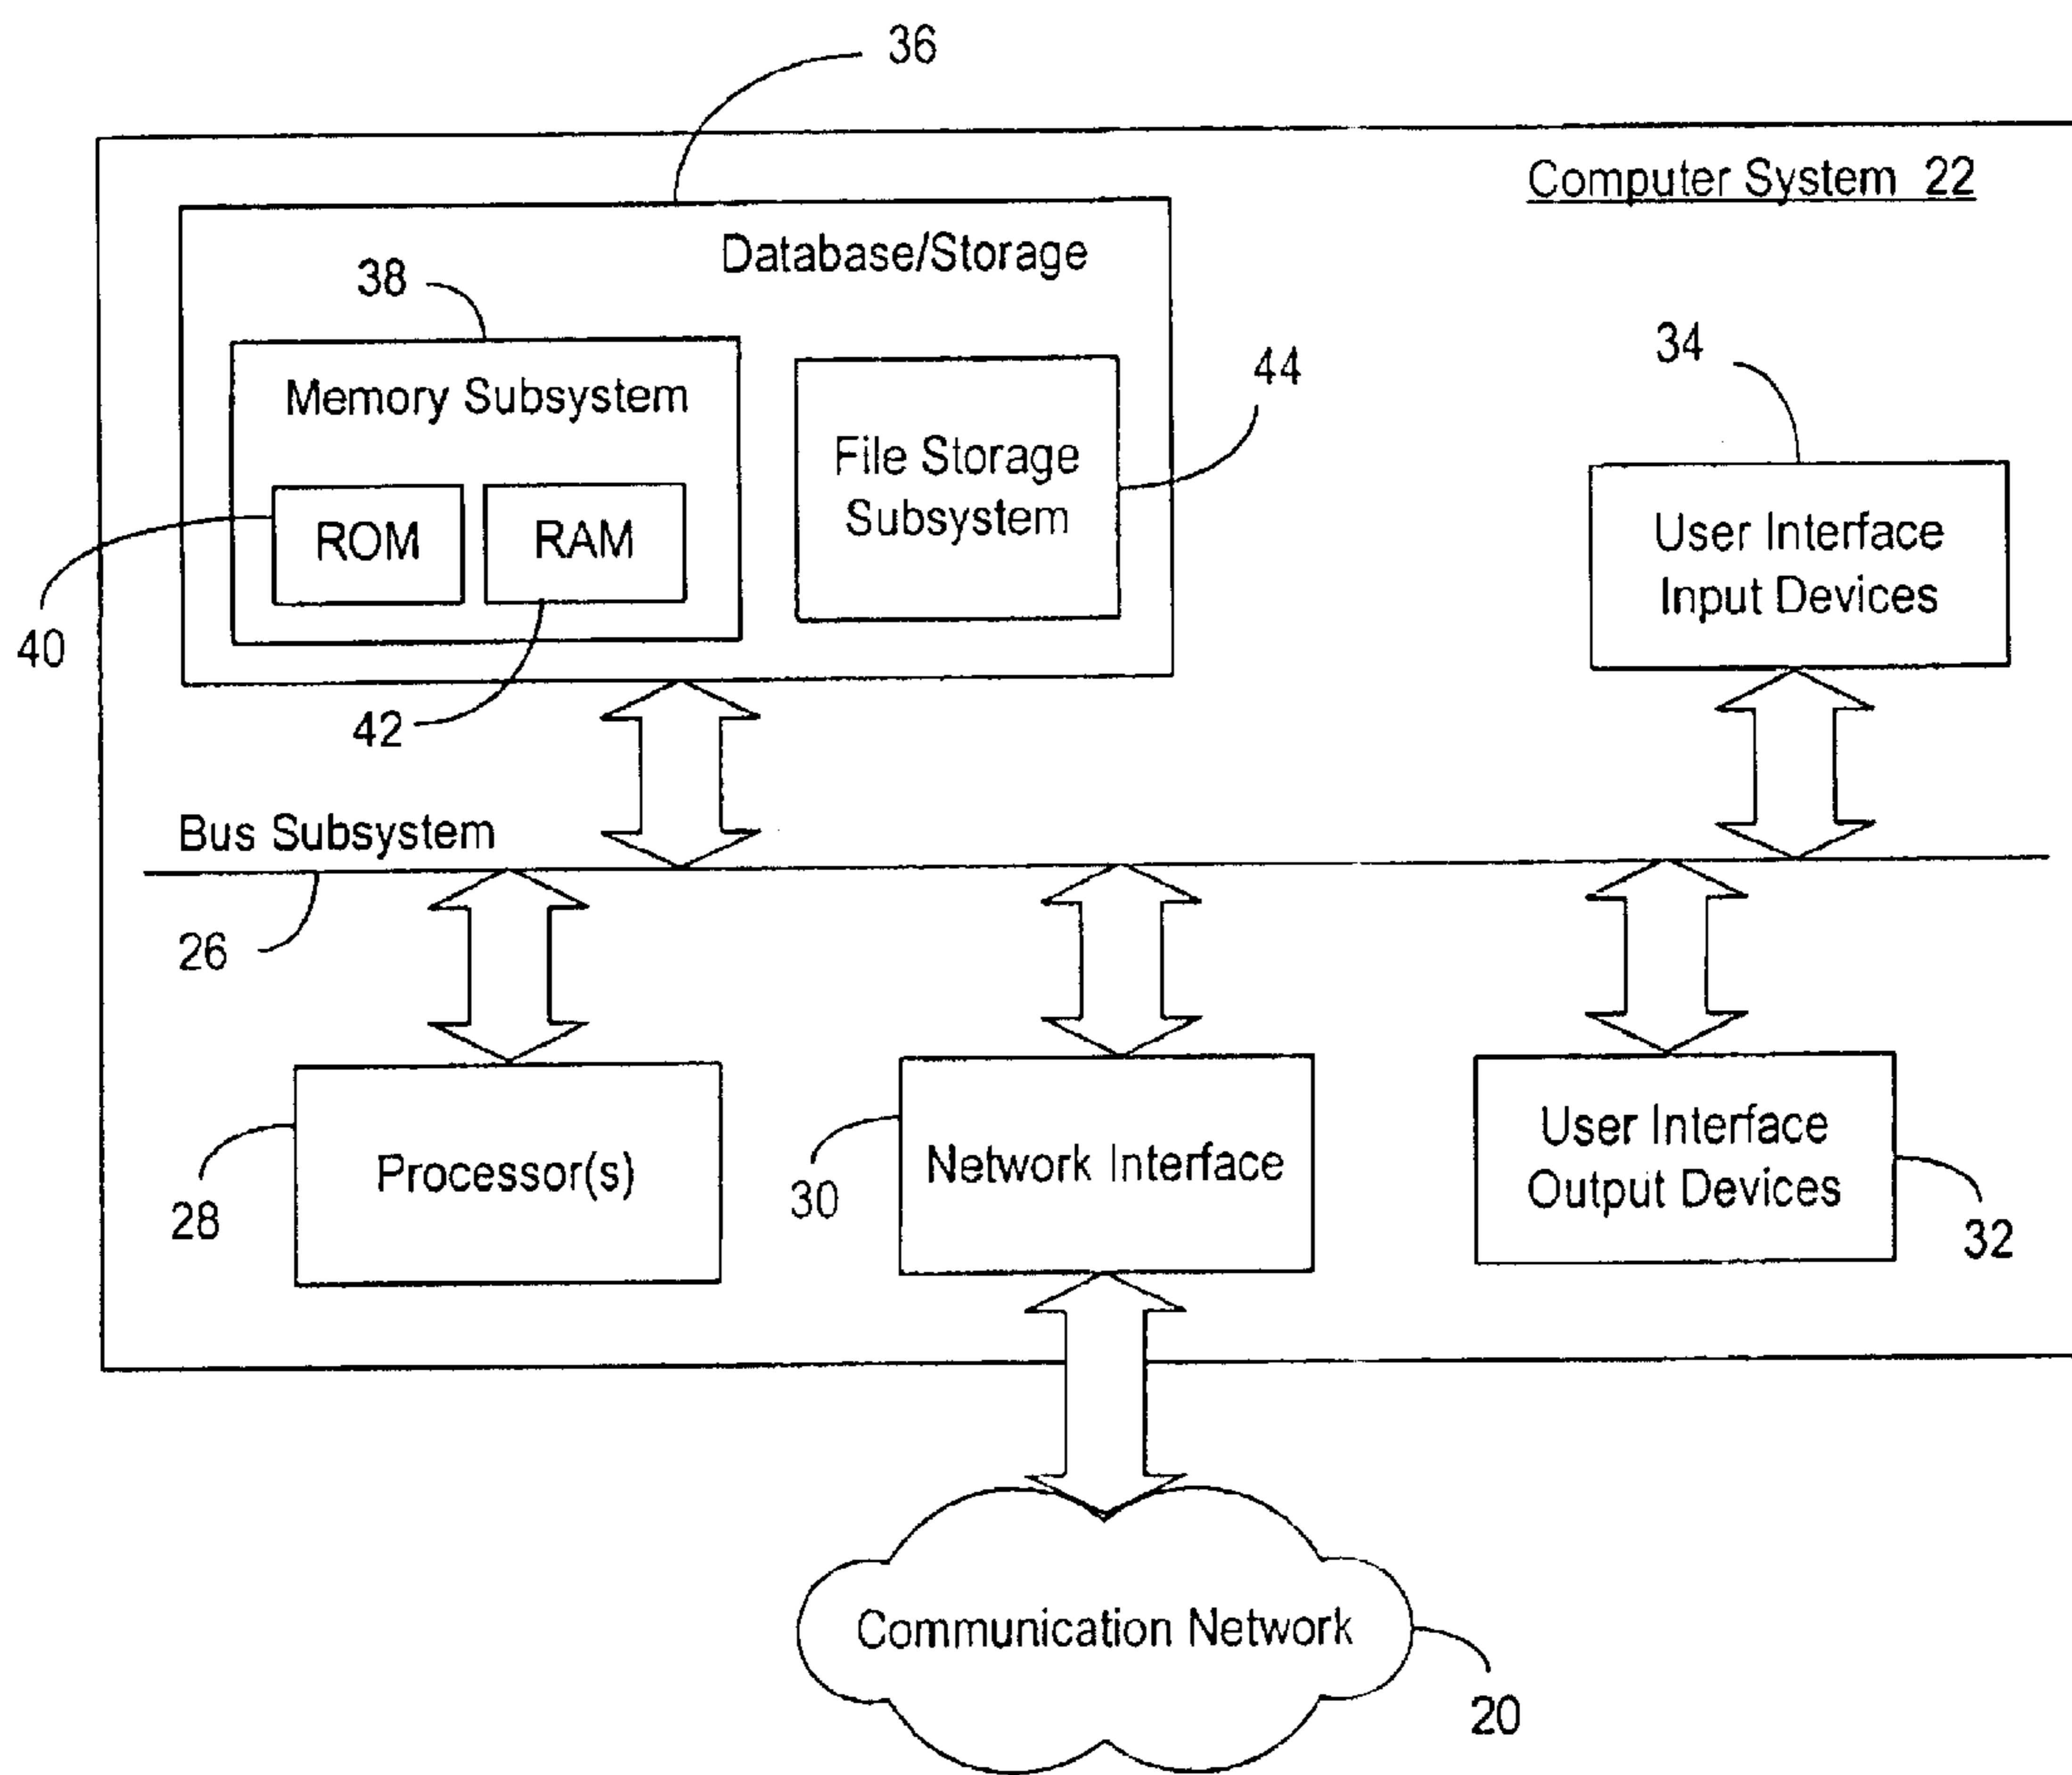 36
Computer System 22
Database/Storage
38
Memory Subsystem
34
44
File Storage
Subsystem
ROM
RAM
User Interface
Input Devices
40
42
Bus Subsystem
26
Processor(s)
28
Network Interface
30
User Interface
Output Devices
32
Communication Network
20